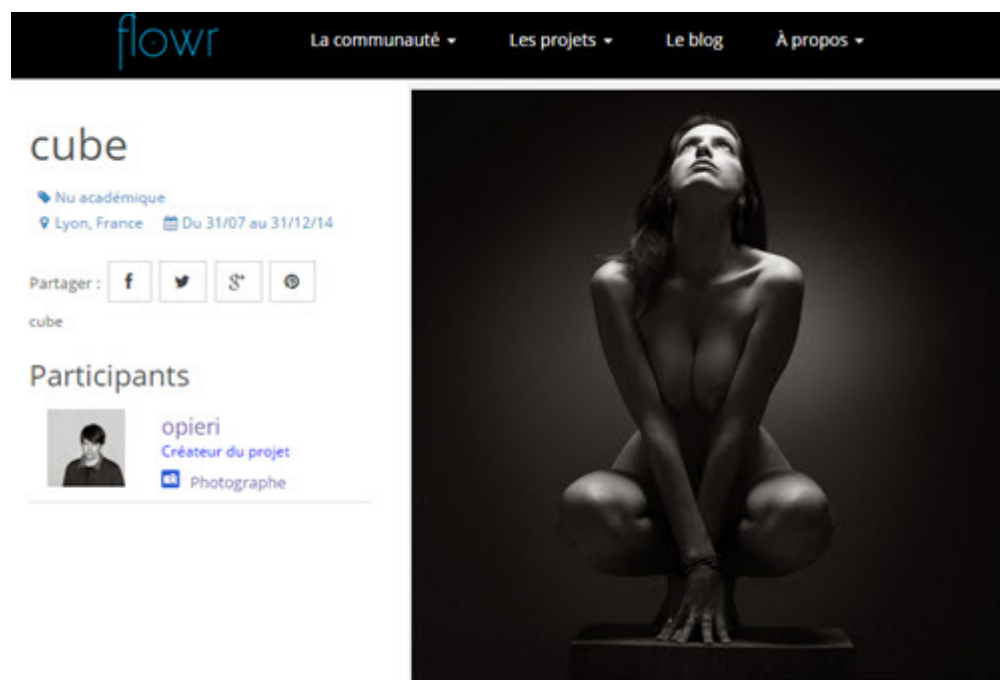 flowr
La communauté
Les projets
Le blog
À propos
cube
Nu académique
Lyon, France Du 31/07 au 31/12/14
Partager :
cube
Participants
opieri
Créateur du projet
Photographe